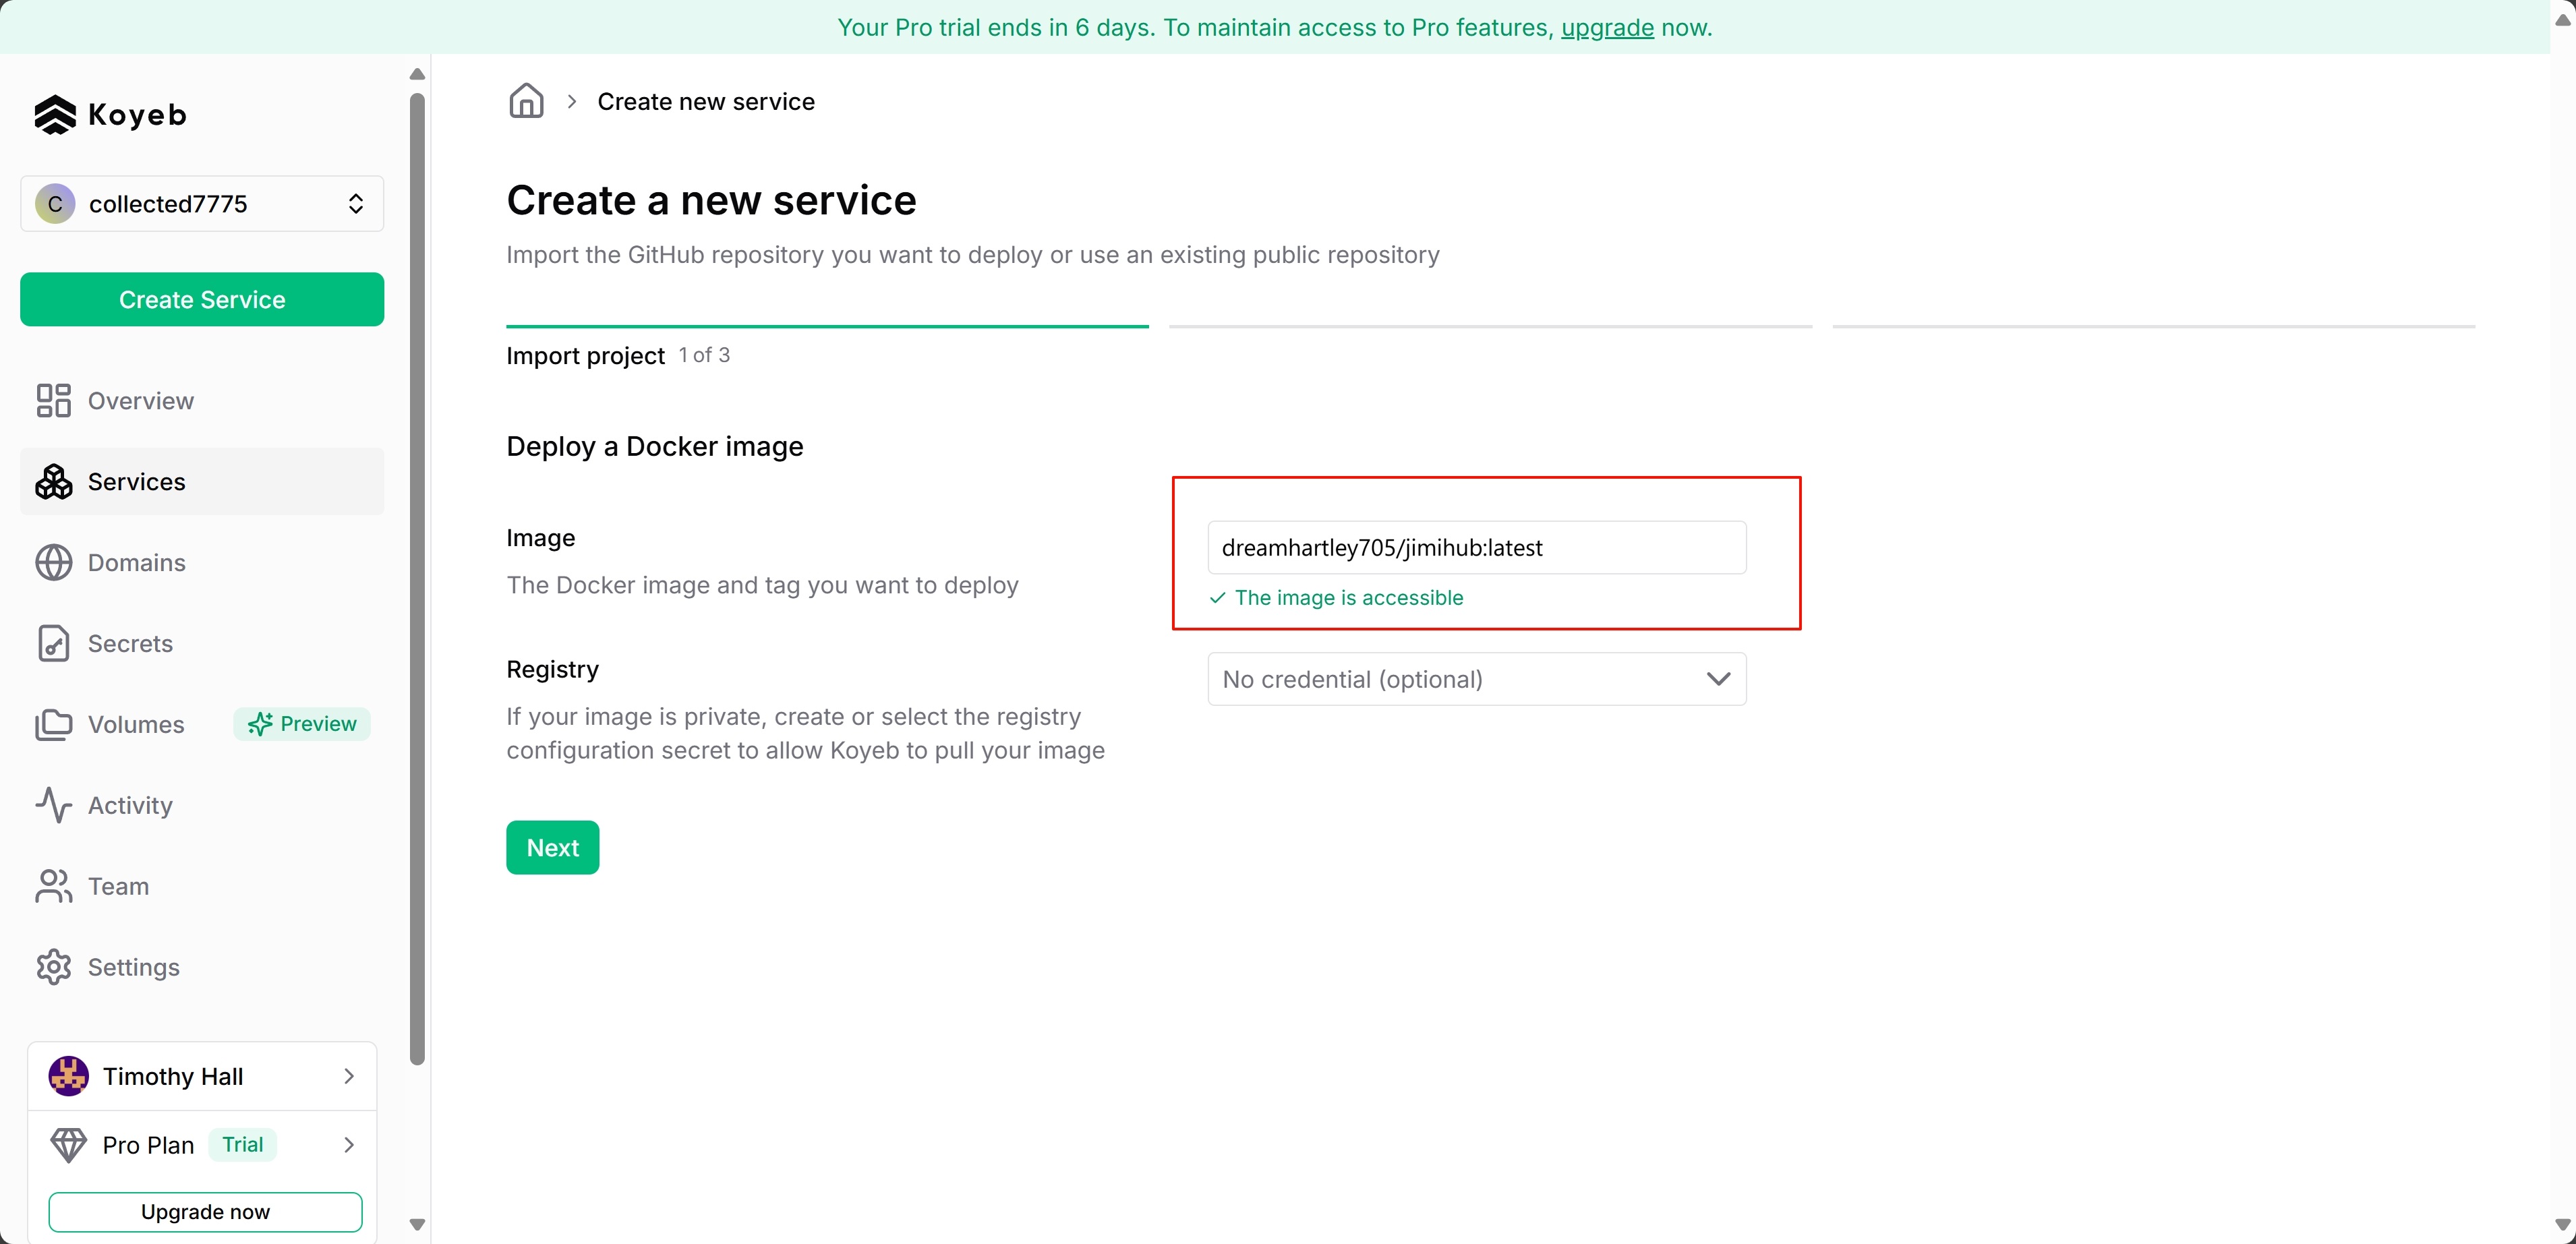 Your Pro trial ends in 6 days. To maintain access to Pro features, upgrade now.
Koyeb
C collected7775
Create Service
Overview
Services
Domains
Secrets
Volumes Preview
Activity
Team
Settings
Timothy Hall
Pro Plan Trial
Upgrade now
Create new service
Create a new service
Import the GitHub repository you want to deploy or use an existing public repository
Import project 1 of 3
Deploy a Docker image
Image
The Docker image and tag you want to deploy
dreamhartley705/jimihub:latest
The image is accessible
Registry
If your image is private, create or select the registry
configuration secret to allow Koyeb to pull your image
No credential (optional)
Next